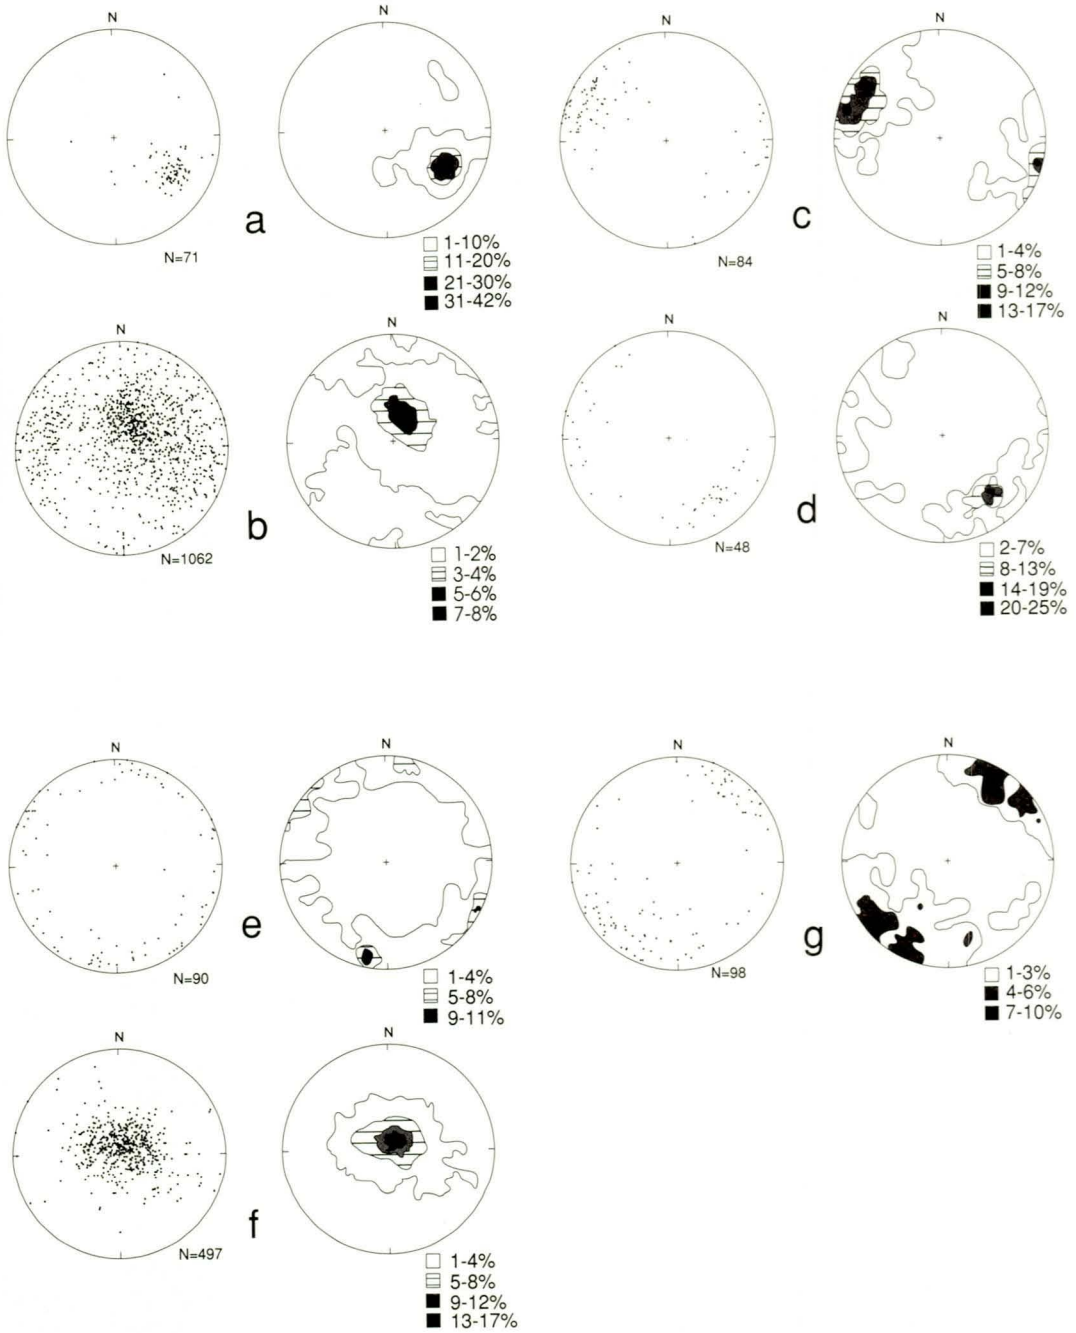 N
N
N=71
a
1-10%
11-20%
21-30%
31-42%
N
N
N=84
c
1-4%
5-8%
9-12%
13-17%
N
N
N=1062
b
1-2%
3-4%
5-6%
7-8%
N
N
N=48
d
2-7%
8-13%
14-19%
20-25%
N
N
N=90
e
1-4%
5-8%
9-11%
N
N
N=98
g
1-3%
4-6%
7-10%
N
N
N=497
f
1-4%
5-8%
9-12%
13-17%